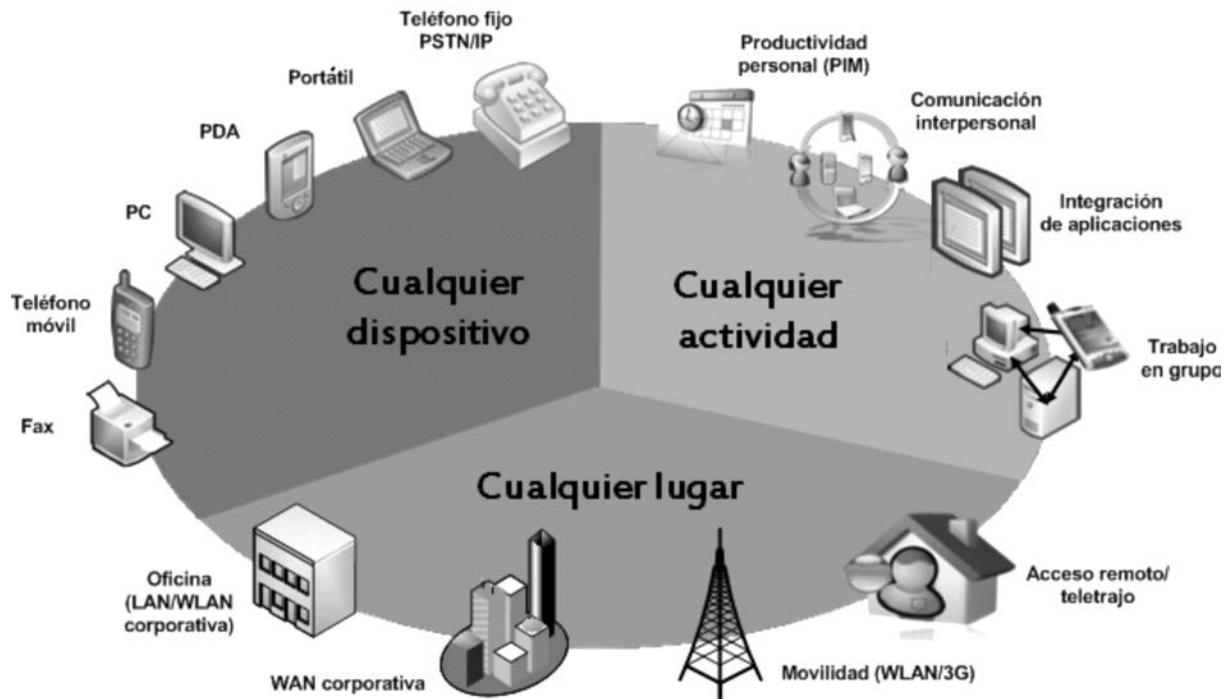 Teléfono fijo
PSTN/IP
Portátil
PDA
PC
Teléfono
móvil
Fax
Cualquier
dispositivo
Productividad
personal (PIM)
Comunicación
interpersonal
Integración
de aplicaciones
Trabajo
en grupo
Cualquier
actividad
Cualquier lugar
Oficina
(LAN/WLAN
corporativa)
WAN corporativa
Movilidad (WLAN/3G)
Acceso remoto/
teletrajo